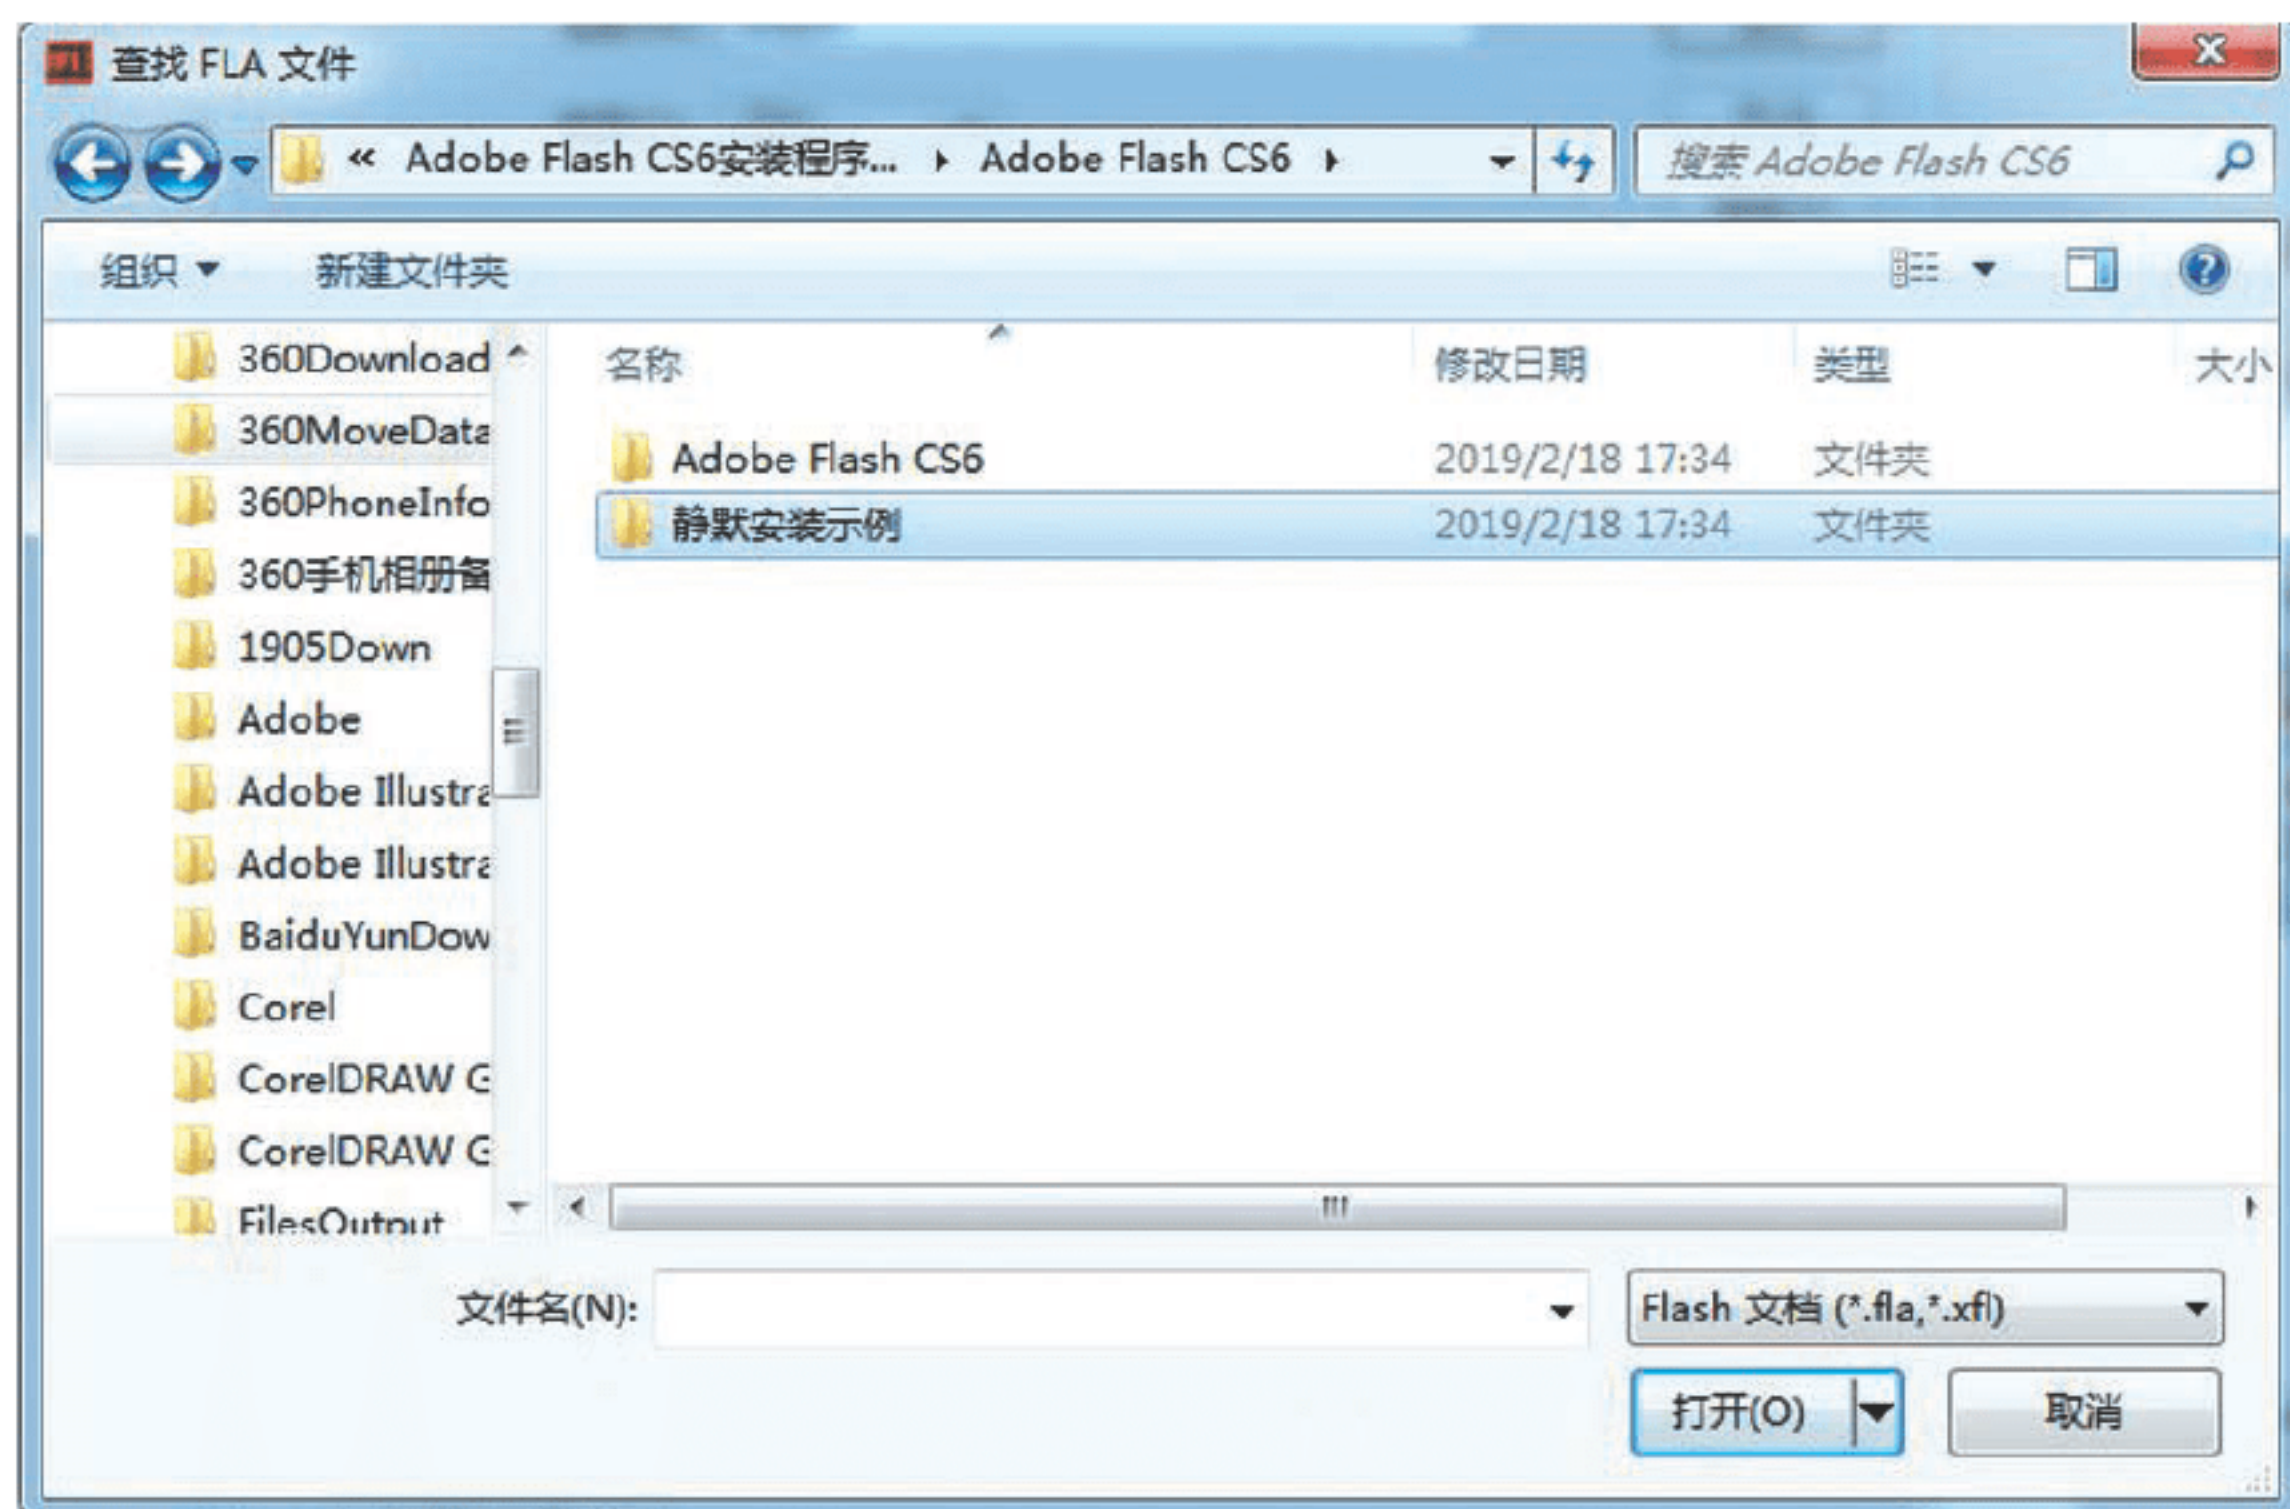 查找 FLA 文件
« Adobe Flash CS6安装程序... Adobe Flash CS6
搜索 Adobe Flash CS6
组织 新建文件夹
名称 修改日期 类型 大小
Adobe Flash CS6 2019/2/18 17:34 文件夹
静默安装示例 2019/2/18 17:34 文件夹
360Download
360MoveData
360PhoneInfo
360手机相册备
1905Down
Adobe
Adobe Illustra
Adobe Illustra
BaiduYunDow
Corel
CorelDRAW G
CorelDRAW G
FilesOutput
文件名(N):
Flash 文档 (*.fla,*.xfl)
打开(O) 取消